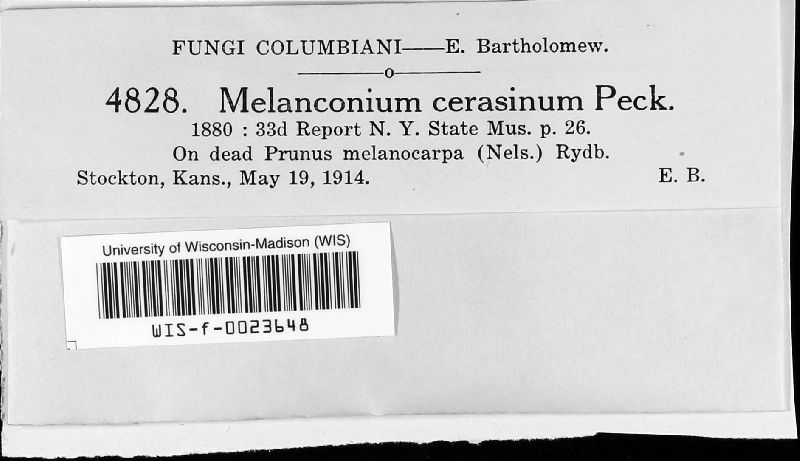 FUNGI COLUMBIANI——E. Bartholomew.
4828. Melanconium cerasinum Peck.
1880 : 33d Report N. Y. State Mus. p. 26.
On dead Prunus melanocarpa (Nels.) Rydb.
Stockton, Kans., May 19, 1914. E. B.
University of Wisconsin-Madison (WIS)
WIS-f-0023648